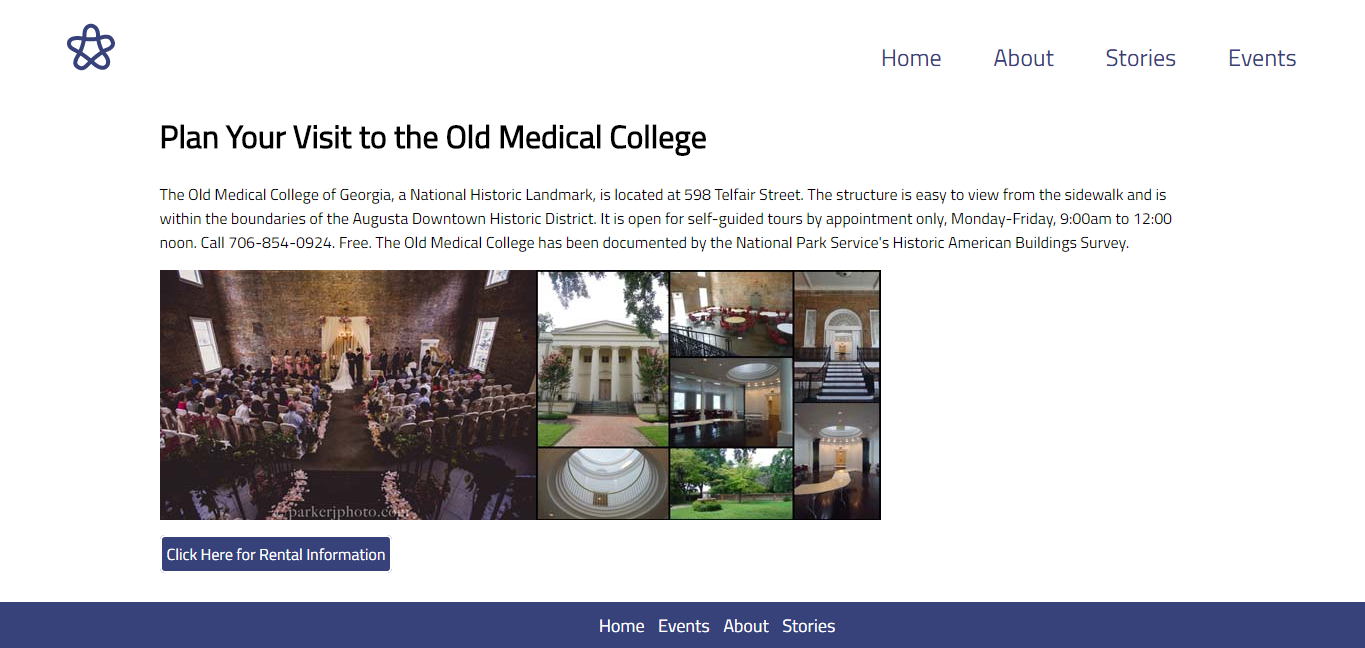 Home About Stories Events
Plan Your Visit to the Old Medical College
The Old Medical College of Georgia, a National Historic Landmark, is located at 598 Telfair Street. The structure is easy to view from the sidewalk and is
within the boundaries of the Augusta Downtown Historic District. It is open for self-guided tours by appointment only, Monday-Friday, 9:00am to 12:00
noon. Call 706-854-0924. Free. The Old Medical College has been documented by the National Park Service's Historic American Buildings Survey.
parkerjphoto.com
Click Here for Rental Information
Home Events About Stories